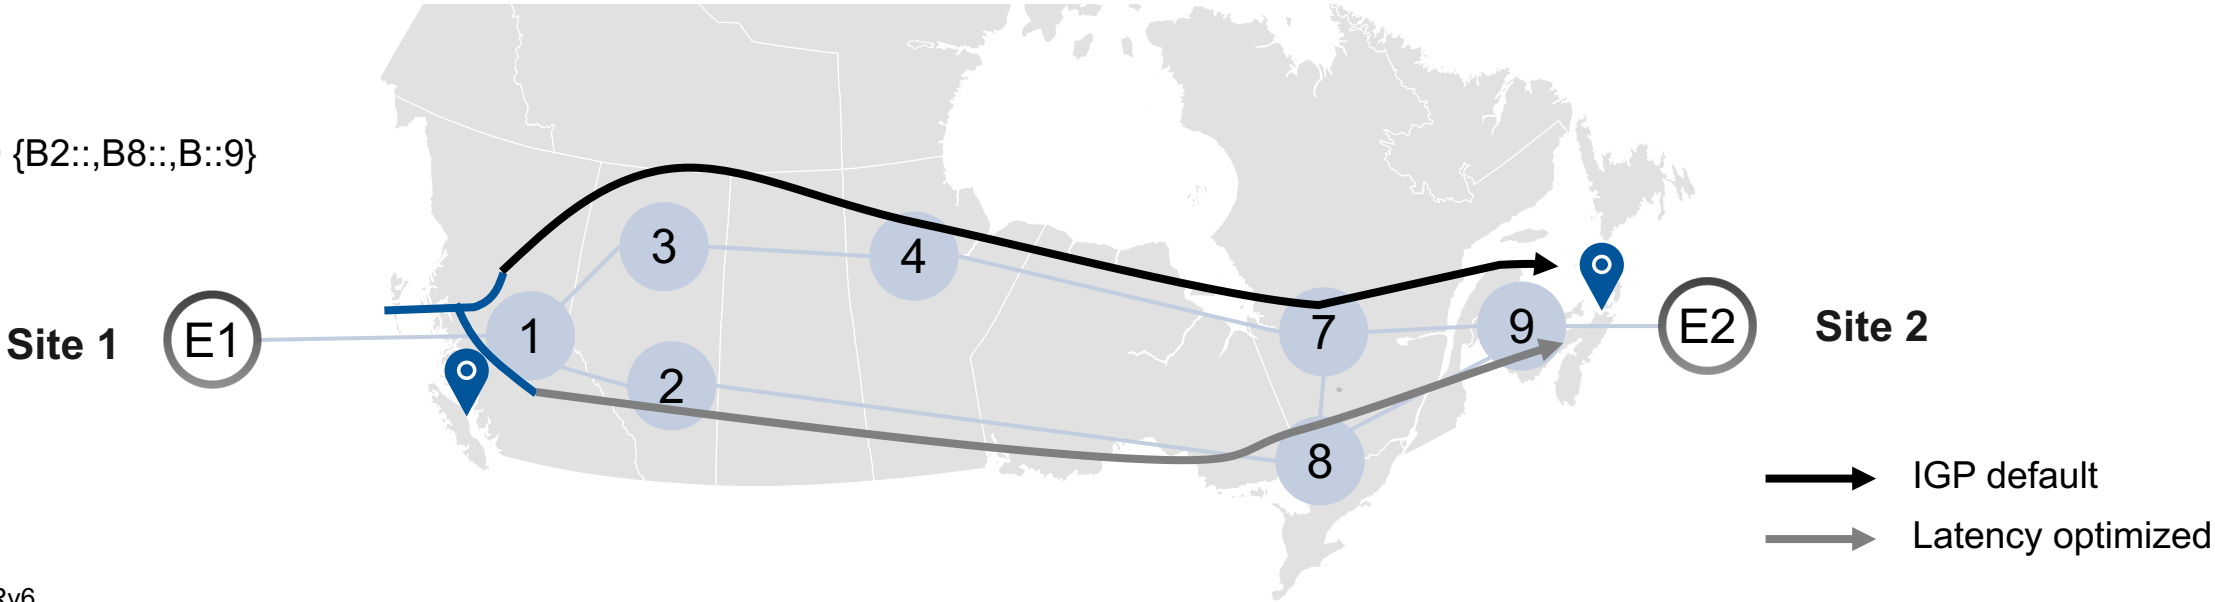 {B2::,B8::,B::9}
3
4
Site 1
E1
1
2
7
9
E2
Site 2
8
IGP default
Latency optimized